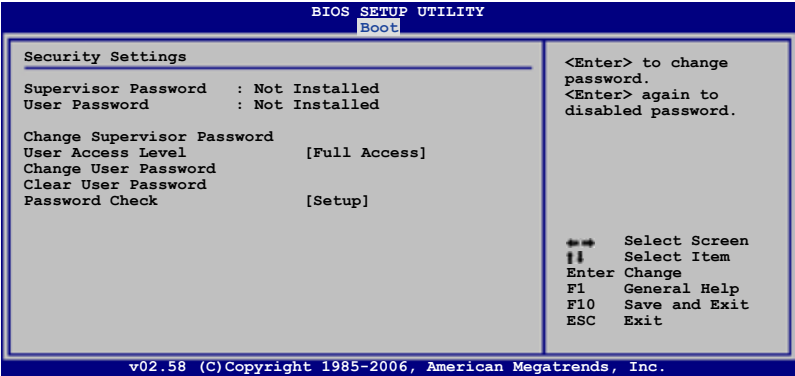 BIOS SETUP UTILITY
Boot
Security Settings
Supervisor Password : Not Installed
User Password : Not Installed
Change Supervisor Password
User Access Level [Full Access]
Change User Password
Clear User Password
Password Check [Setup]
<Enter> to change
password.
<Enter> again to
disabled password.
←→ Select Screen
↑↓ Select Item
Enter Change
F1 General Help
F10 Save and Exit
ESC Exit
v02.58 (C)Copyright 1985-2006, American Megatrends, Inc.